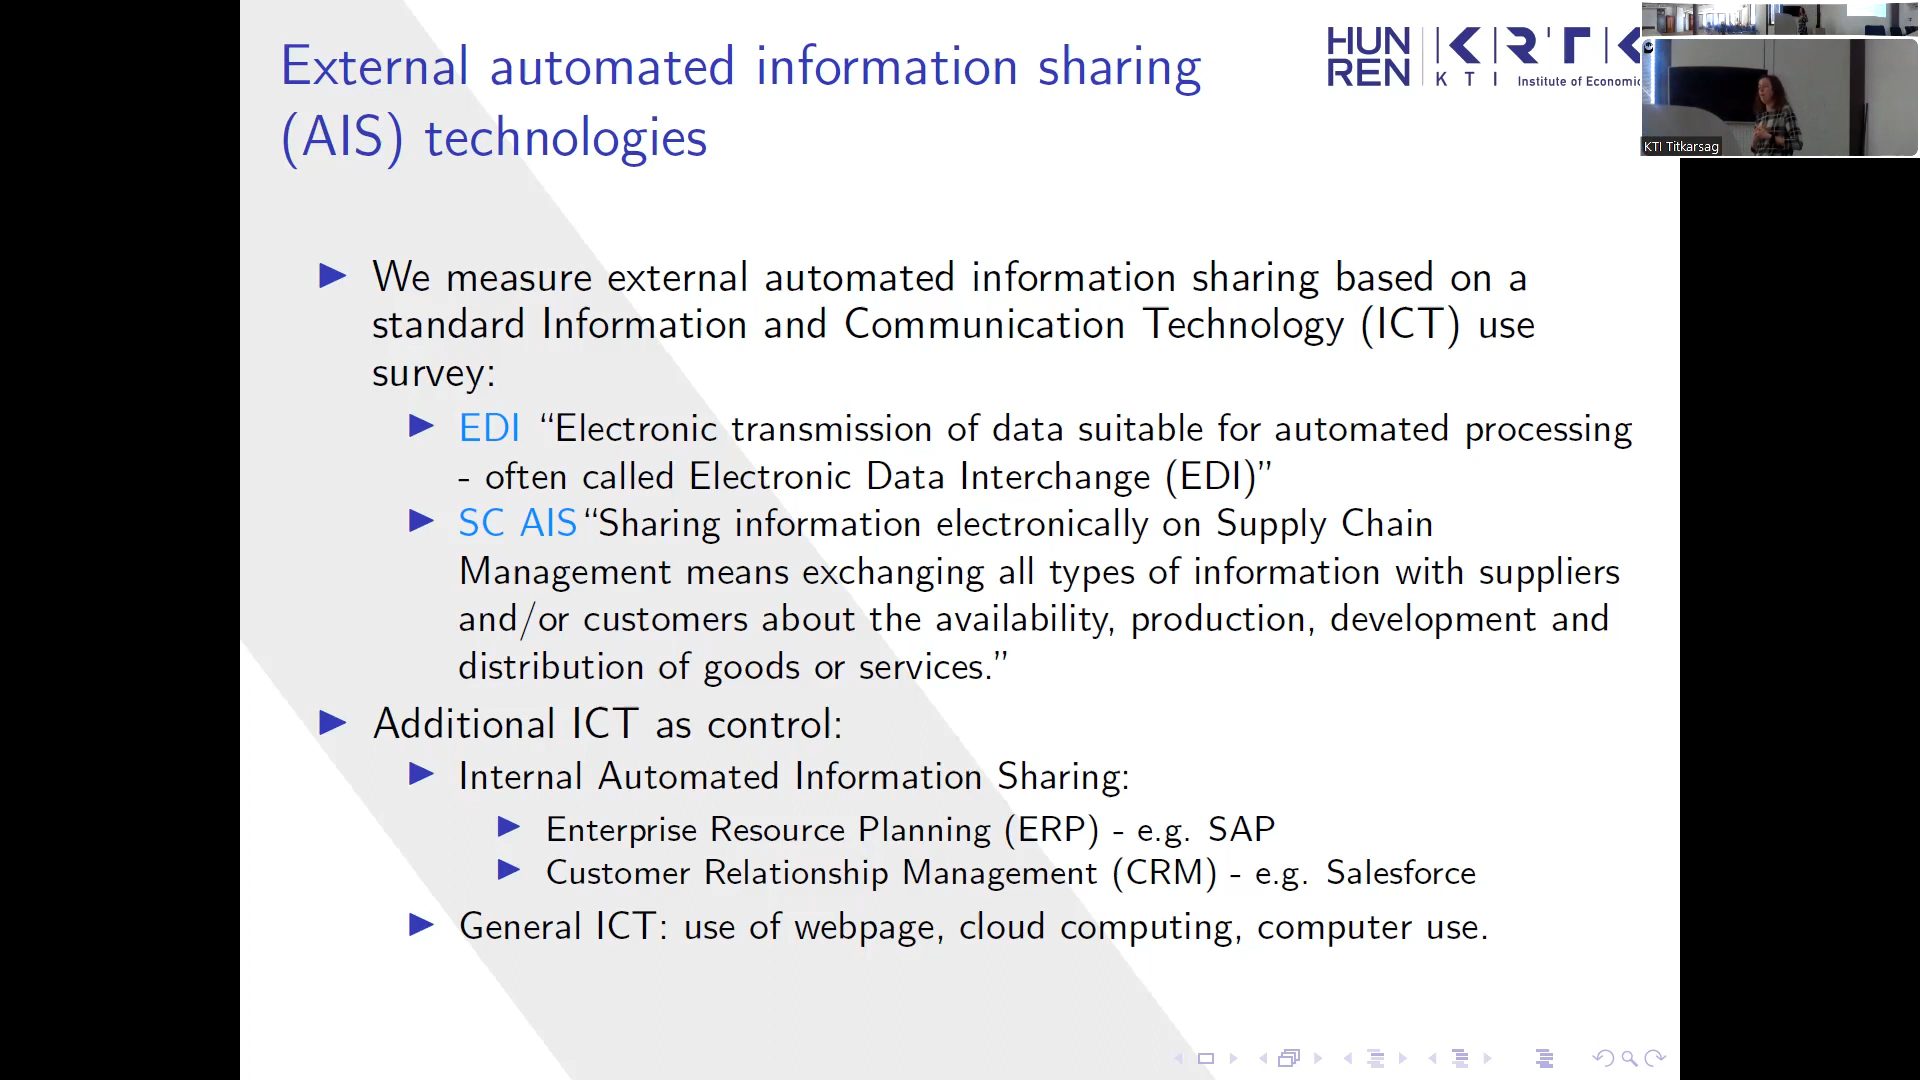 External automated information sharing
(AIS) technologies
HUN
REN
KRTK
KTI
Institute of Economic
KTI Titkarsag
We measure external automated information sharing based on a
standard Information and Communication Technology (ICT) use
survey:
EDI “Electronic transmission of data suitable for automated processing
- often called Electronic Data Interchange (EDI)”
SC AIS “Sharing information electronically on Supply Chain
Management means exchanging all types of information with suppliers
and/or customers about the availability, production, development and
distribution of goods or services.”
Additional ICT as control:
Internal Automated Information Sharing:
Enterprise Resource Planning (ERP) - e.g. SAP
Customer Relationship Management (CRM) - e.g. Salesforce
General ICT: use of webpage, cloud computing, computer use.